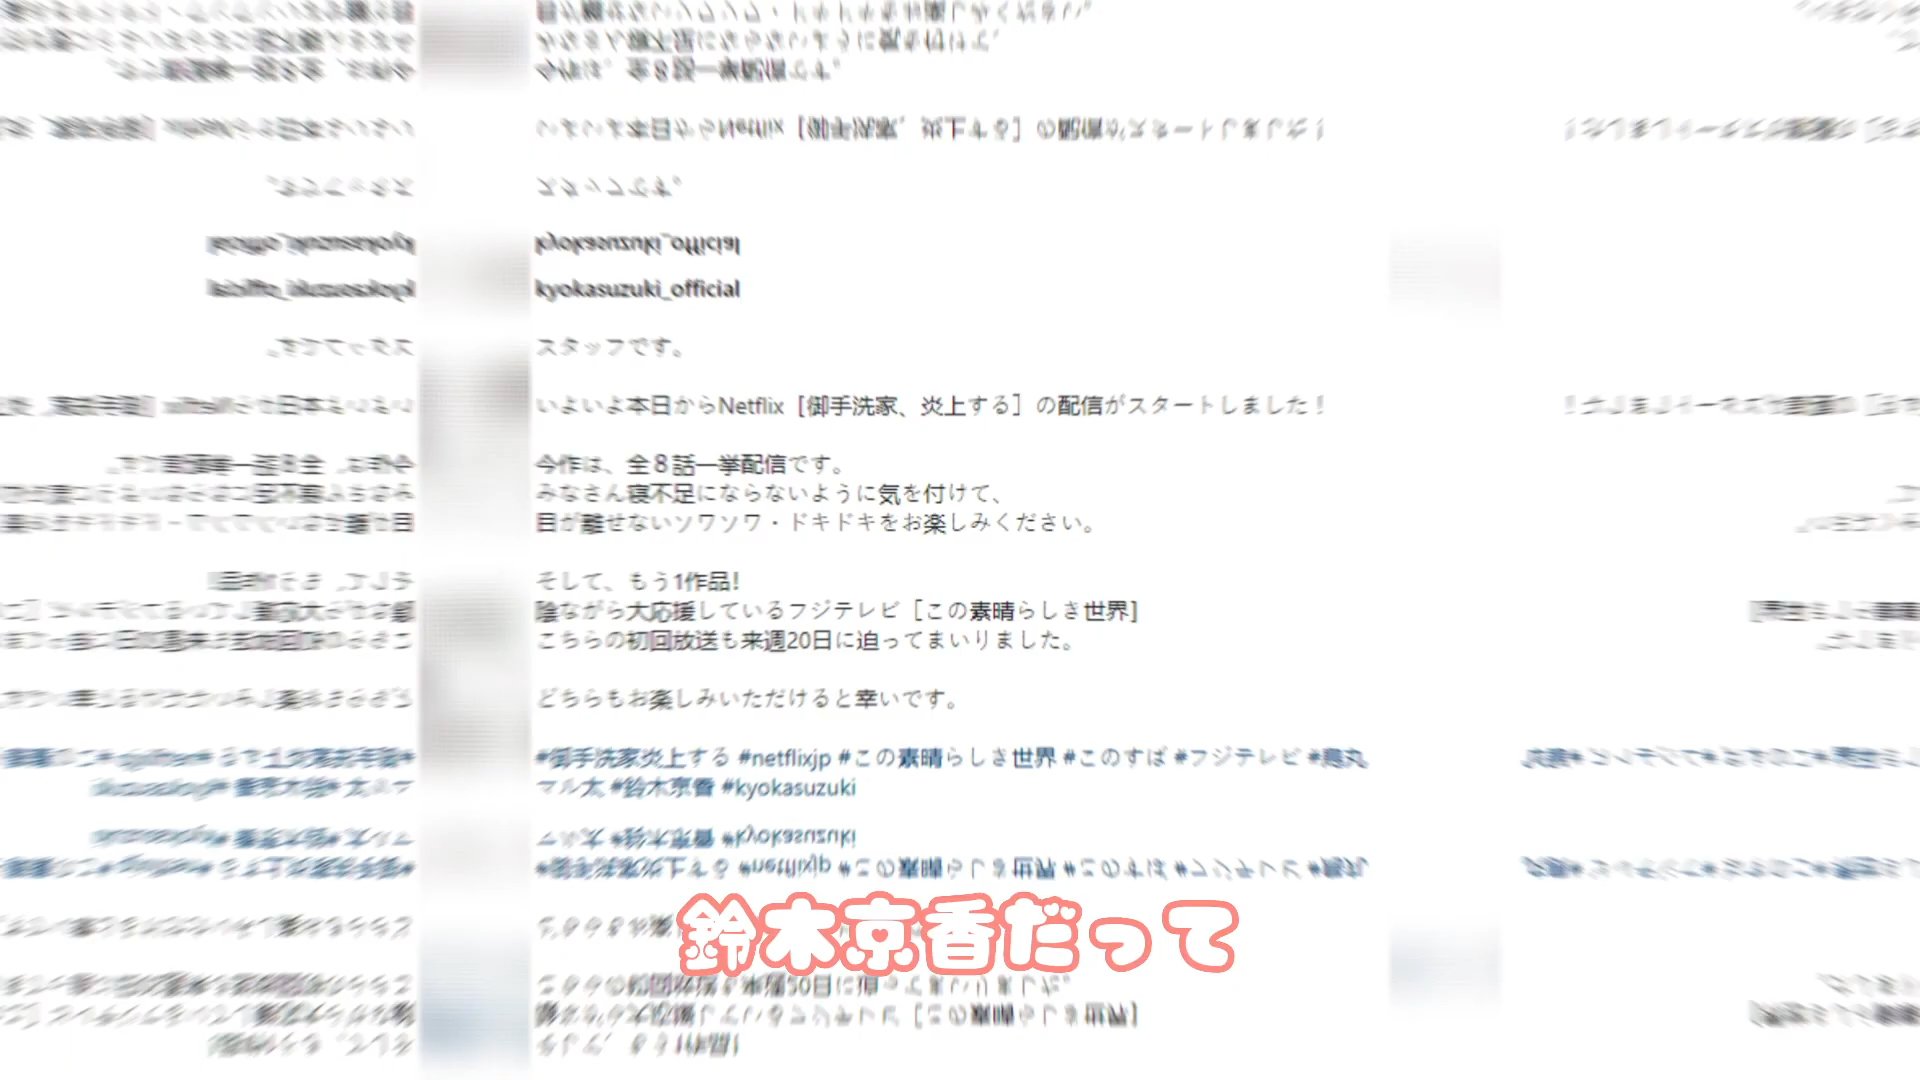 kyokasuzuki_official
スタッフです。
いよいよ本日からNetflix［御手洗家、炎上する］の配信がスタートしました！
今作は、全８話一挙配信です。
みなさん寝不足にならないように気を付けて、
目が離せないソワソワ・ドキドキをお楽しみください。
そして、もう1作品！
陰ながら大応援しているフジテレビ［この素晴らしき世界］
こちらの初回放送も来週20日に迫ってまいりました。
どちらもお楽しみいただけると幸いです。
#御手洗家炎上する #netflixjp #この素晴らしき世界 #このすば #フジテレビ #烏丸
マル太 #鈴木京香 #kyokasuzuki
鈴木京香だって